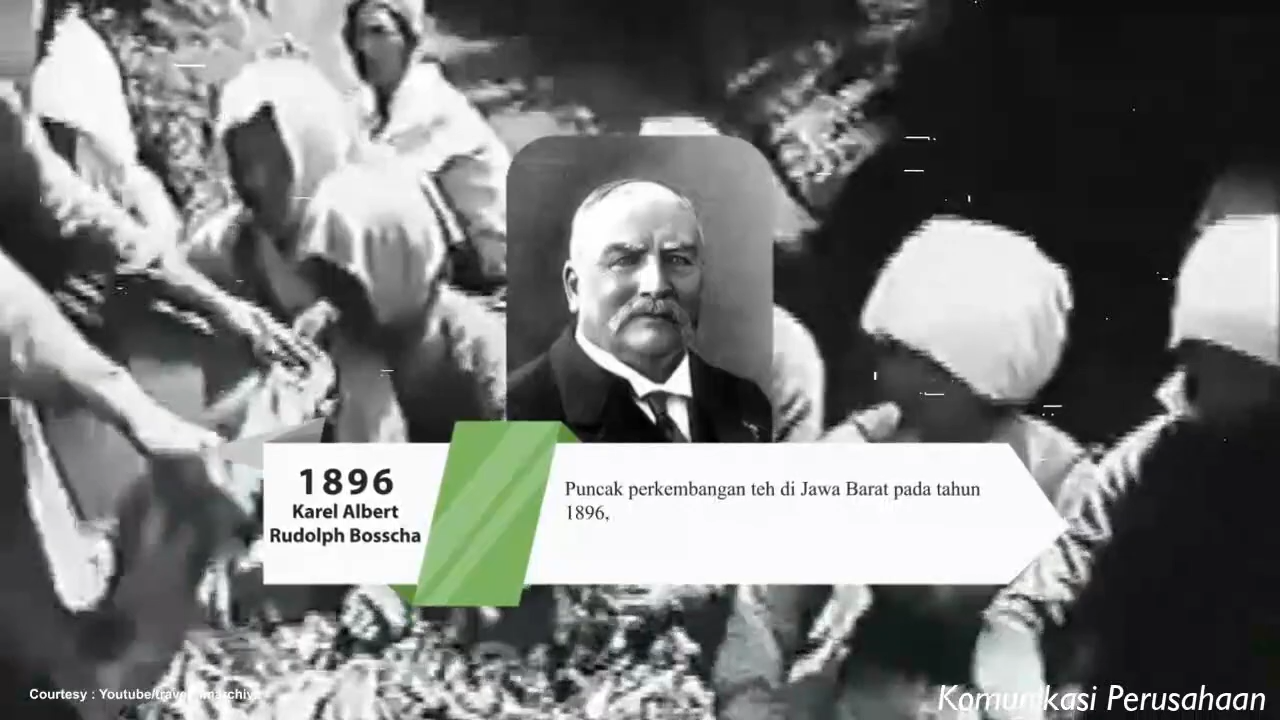 1896
Karel Albert
Rudolph Bosscha
Puncak perkembangan teh di Jawa Barat pada tahun
1896,
Courtesy : Youtube/
Komunikasi Perusahaan